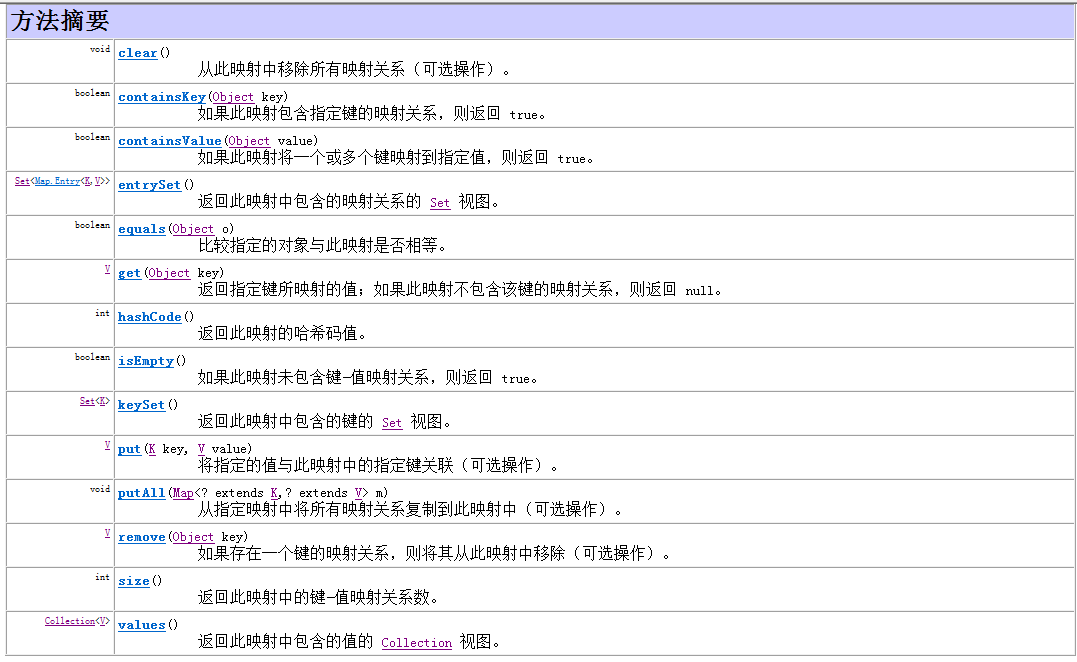 方法摘要
void clear()
从此映射中移除所有映射关系（可选操作）。
boolean containsKey(Object key)
如果此映射包含指定键的映射关系，则返回 true。
boolean containsValue(Object value)
如果此映射将一个或多个键映射到指定值，则返回 true。
Set<Map.Entry<K,V>> entrySet()
返回此映射中包含的映射关系的 Set 视图。
boolean equals(Object o)
比较指定的对象与此映射是否相等。
V get(Object key)
返回指定键所映射的值；如果此映射不包含该键的映射关系，则返回 null。
int hashCode()
返回此映射的哈希码值。
boolean isEmpty()
如果此映射未包含键-值映射关系，则返回 true。
Set<K> keySet()
返回此映射中包含的键的 Set 视图。
V put(K key, V value)
将指定的值与此映射中的指定键关联（可选操作）。
void putAll(Map<? extends K,? extends V> m)
从指定映射中将所有映射关系复制到此映射中（可选操作）。
V remove(Object key)
如果存在一个键的映射关系，则将其从此映射中移除（可选操作）。
int size()
返回此映射中的键-值映射关系数。
Collection<V> values()
返回此映射中包含的值的 Collection 视图。